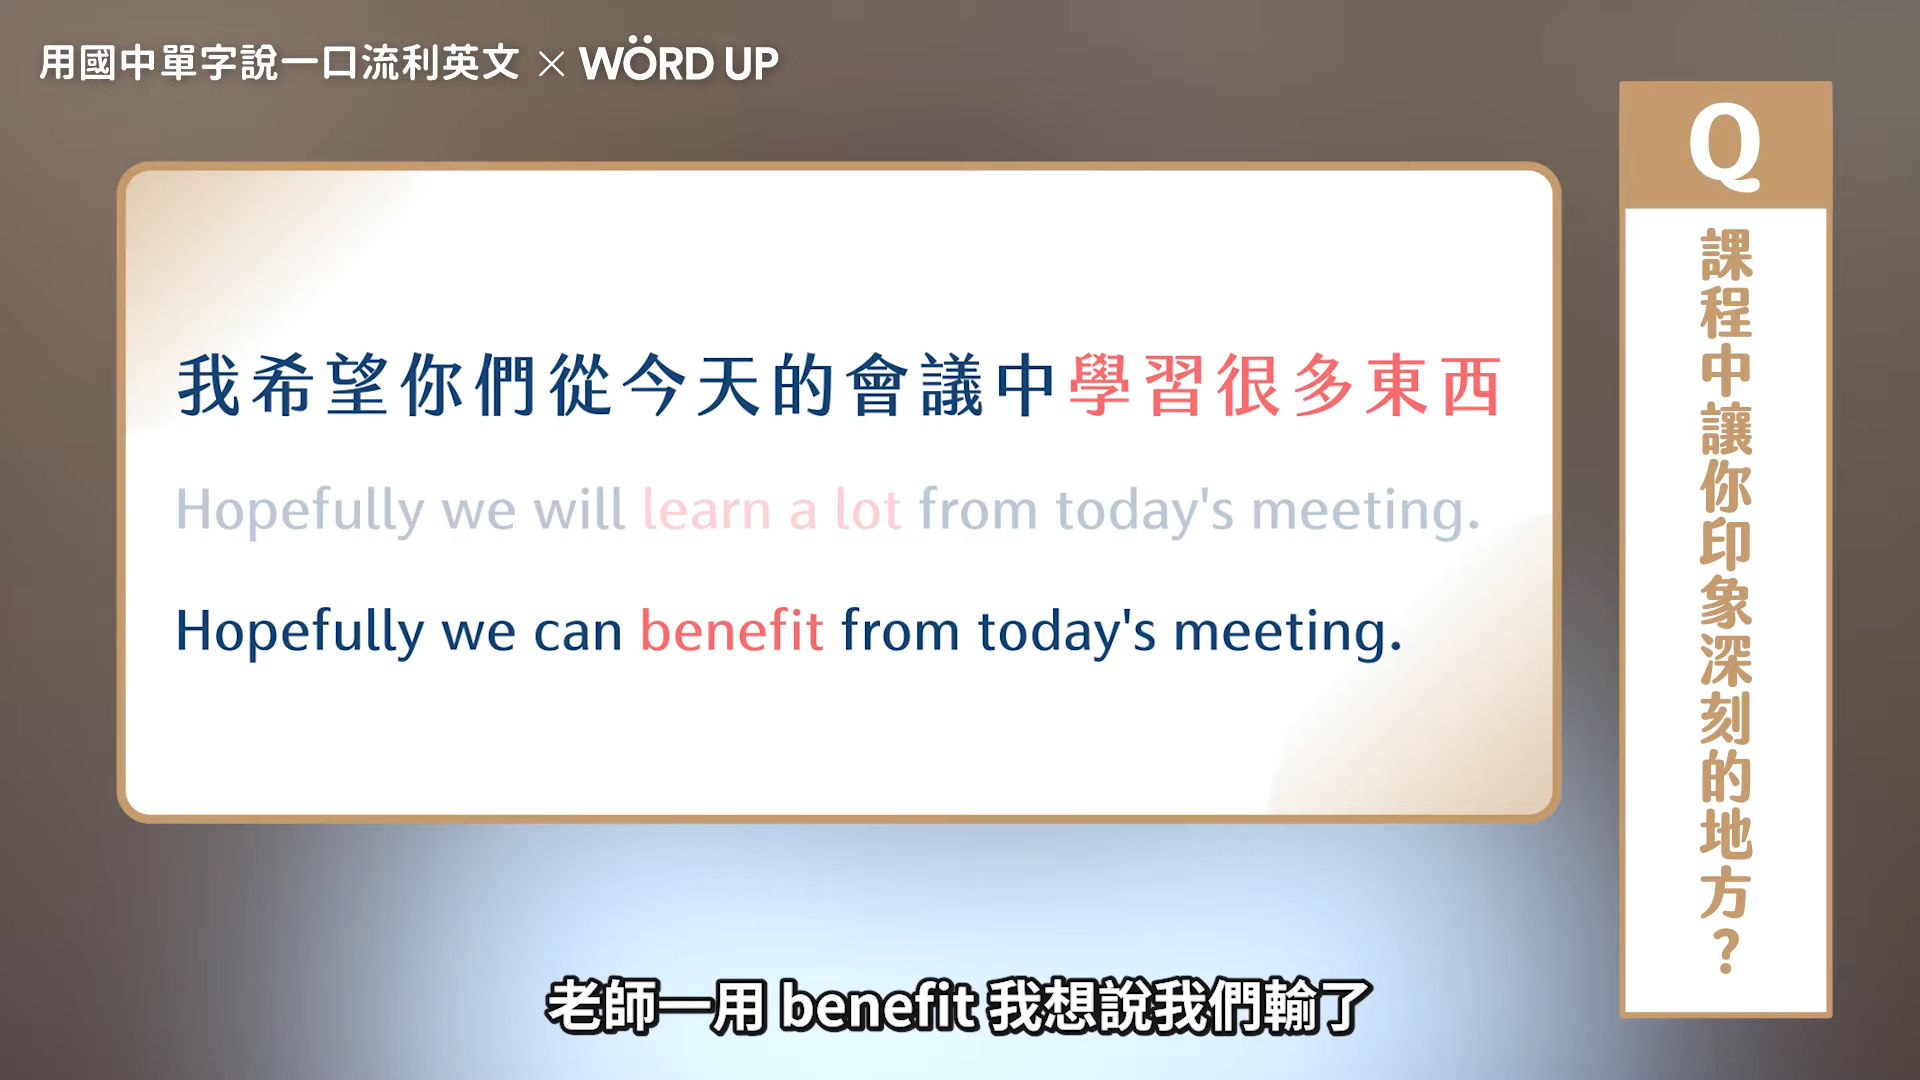 用國中單字說一口流利英文 × WÖRD UP
Q
課程中讓你印象深刻的地方?
我希望你們從今天的會議中學習很多東西
Hopefully we will learn a lot from today's meeting.
Hopefully we can benefit from today's meeting.
老師一用 benefit 我想說我們輸了